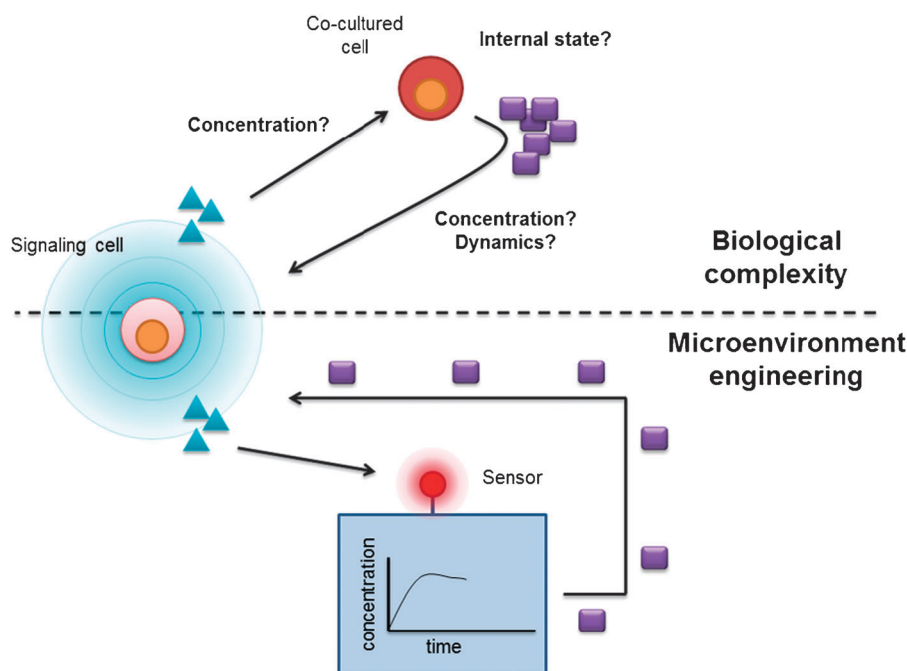 Co-cultured
cell
Internal state?
Concentration?
Concentration?
Dynamics?
Signaling cell
Biological
complexity
Microenvironment
engineering
Sensor
concentration
time